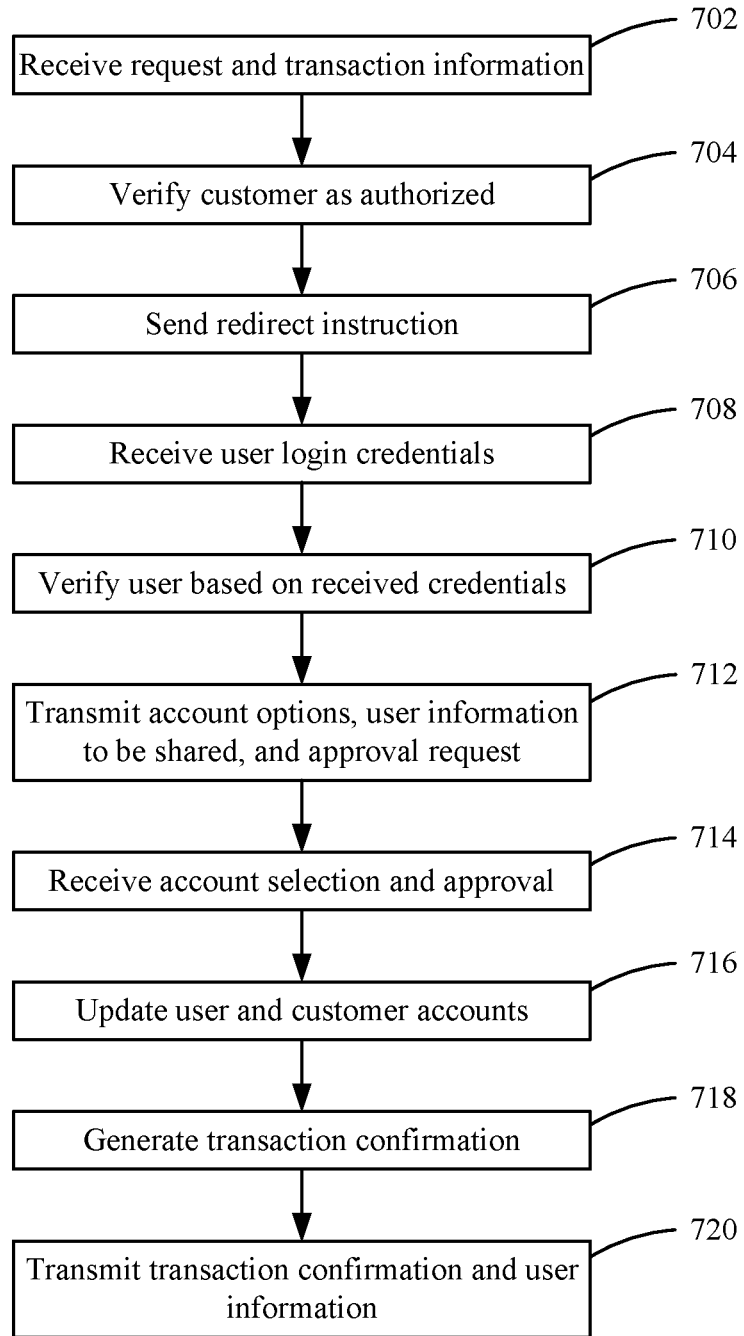 702
Receive request and transaction information
704
Verify customer as authorized
706
Send redirect instruction
708
Receive user login credentials
710
Verify user based on received credentials
712
Transmit account options, user information
to be shared, and approval request
714
Receive account selection and approval
716
Update user and customer accounts
718
Generate transaction confirmation
720
Transmit transaction confirmation and user
information